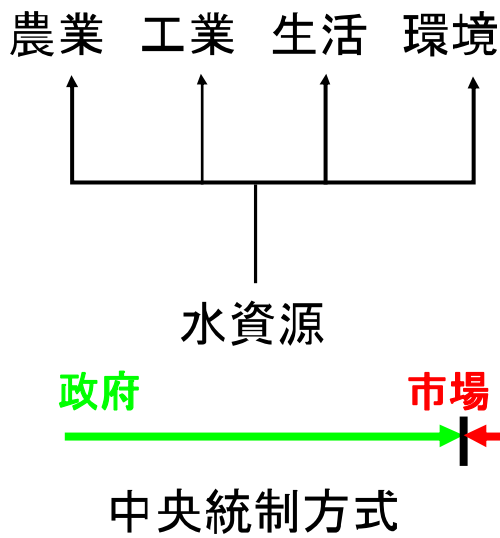 農業 工業 生活 環境
水資源
政府 市場
中央統制方式